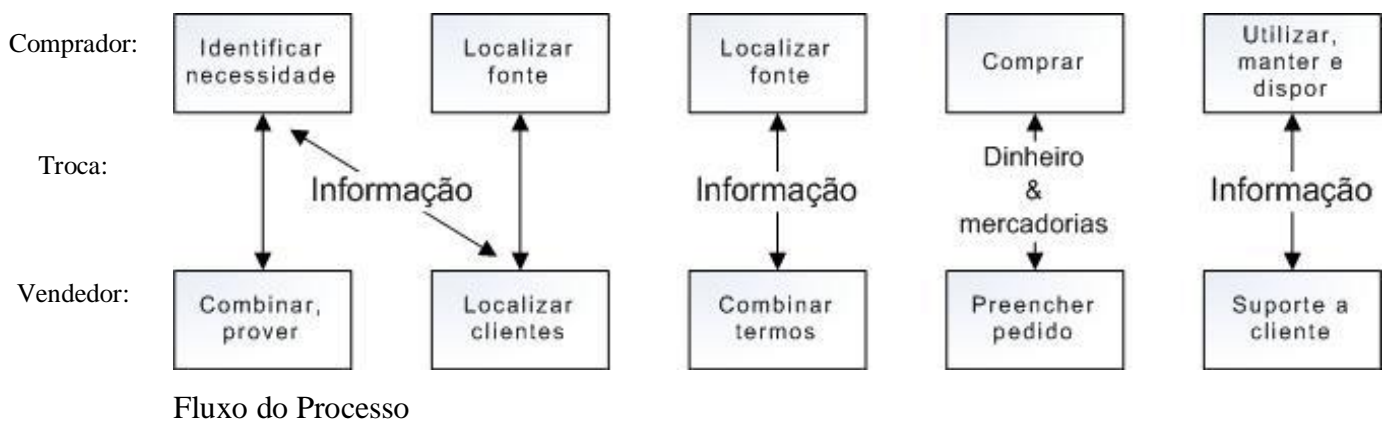 Comprador:
Identificar
necessidade
Localizar
fonte
Localizar
fonte
Comprar
Utilizar,
manter e
dispor
Troca:
Informação
Informação
Dinheiro
&
mercadorias
Informação
Vendedor:
Combinar,
prover
Localizar
clientes
Combinar
termos
Preencher
pedido
Suporte a
cliente
Fluxo do Processo